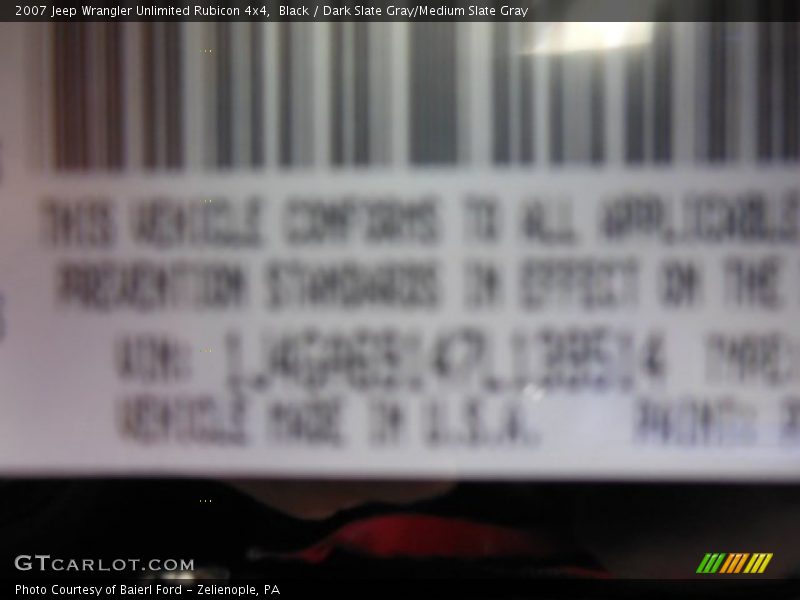 2007 Jeep Wrangler Unlimited Rubicon 4x4, Black / Dark Slate Gray/Medium Slate Gray
THIS VEHICLE CONFORMS TO ALL APPLICABLE
PREVENTION STANDARDS IN EFFECT ON THE
VIN: TYPE:
VEHICLE MADE IN U.S.A. PAINT:
GTCARLOT.COM
Photo Courtesy of Baierl Ford - Zelienople, PA